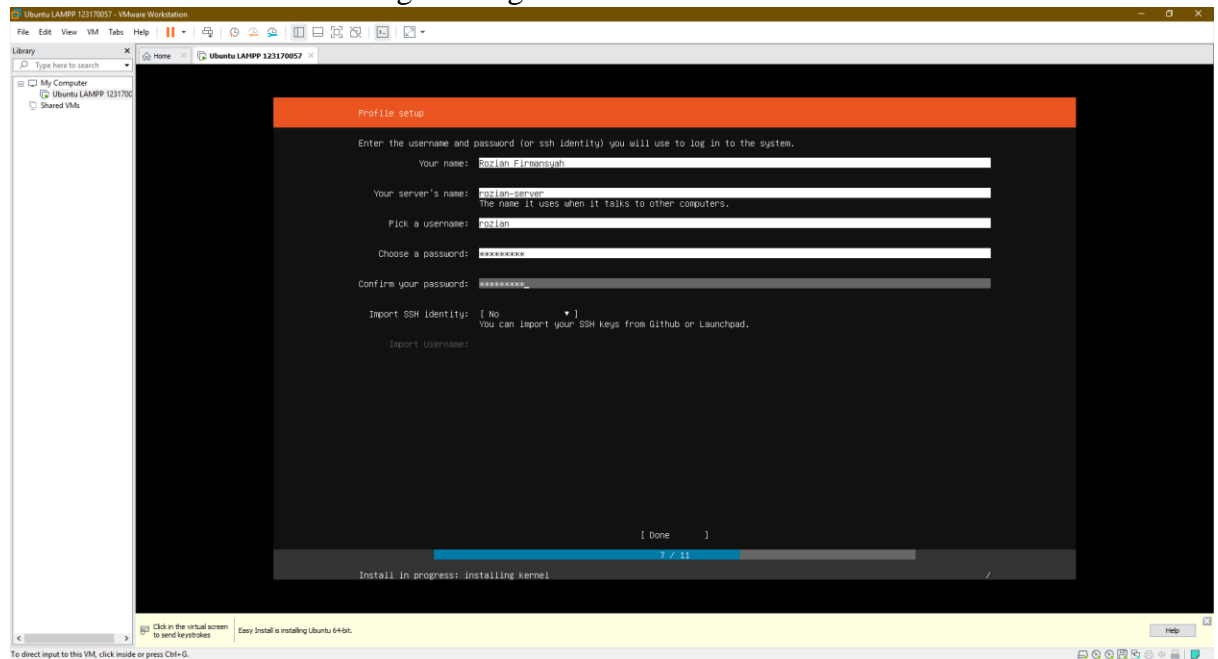 Ubuntu LAMPP 123170057 - VMware Workstation
File Edit View VM Tabs Help
Library
Home
Ubuntu LAMPP 123170057
Type here to search
My Computer
Ubuntu LAMPP 123170
Shared VMs
Profile setup
Enter the username and password (or ssh identity) you will use to log in to the system.
Your name: Rozian Firmansyah
Your server's name: rozian-server
The name it uses when it talks to other computers.
Pick a username: rozian
Choose a password: *********
Confirm your password: *********_
Import SSH identity: [ No ▾ ]
You can import your SSH keys from Github or Launchpad.
Import Username:
[ Done ]
7 / 11
Install in progress: installing kernel /
Click in the virtual screen
to send keystrokes
Easy Install is installing Ubuntu 64-bit.
Help
To direct input to this VM, click inside or press Ctrl+G.